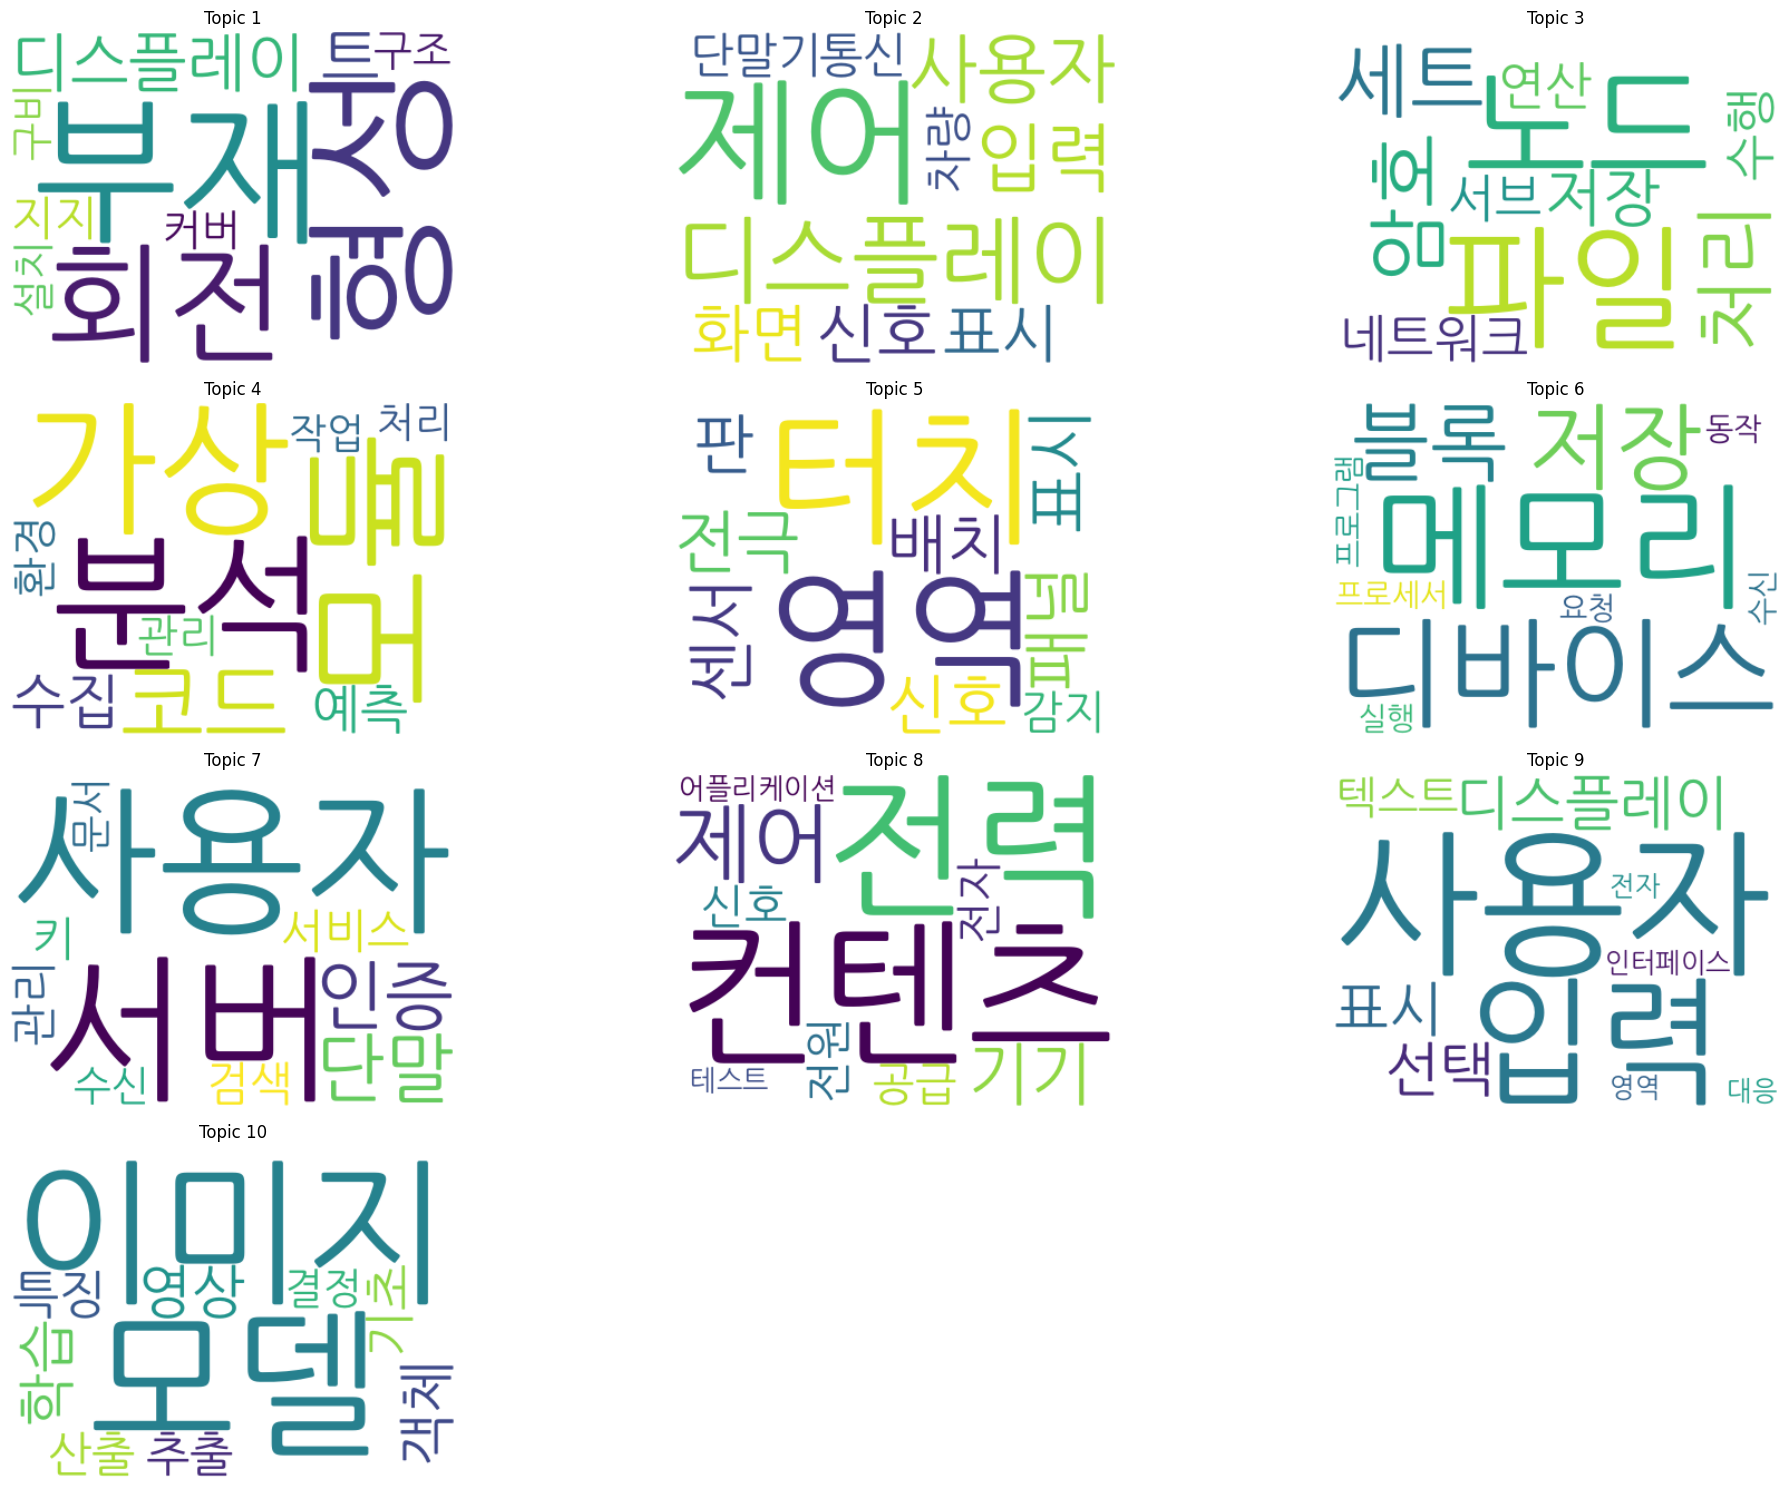 Topic 1
디스플레이
트
구조
구비
부재
형성
지지
커버
설치
회전
Topic 2
단말기
통신
사용자
제어
차량
입력
디스플레이
화면
신호
표시
Topic 3
세트
연산
노드
수행
암호
서브
저장
파일
처리
네트워크
Topic 4
가상
작업
처리
모듈
환경
분석
관리
수집
코드
예측
Topic 5
판
터치
표시
전극
배치
센서
영역
패널
신호
감지
Topic 6
블록
저장
동작
프로그램
메모리
프로세서
요청
수신
디바이스
실행
Topic 7
문서
사용자
키
서비스
관리
서버
인증
수신
검색
단말
Topic 8
어플리케이션
전력
제어
신호
전자
컨텐츠
테스트
전원
공급
기기
Topic 9
텍스트
디스플레이
사용자
전자
인터페이스
표시
선택
입력
영역
대응
Topic 10
이미지
특징
영상
결정
기초
학습
모델
객체
산출
추출